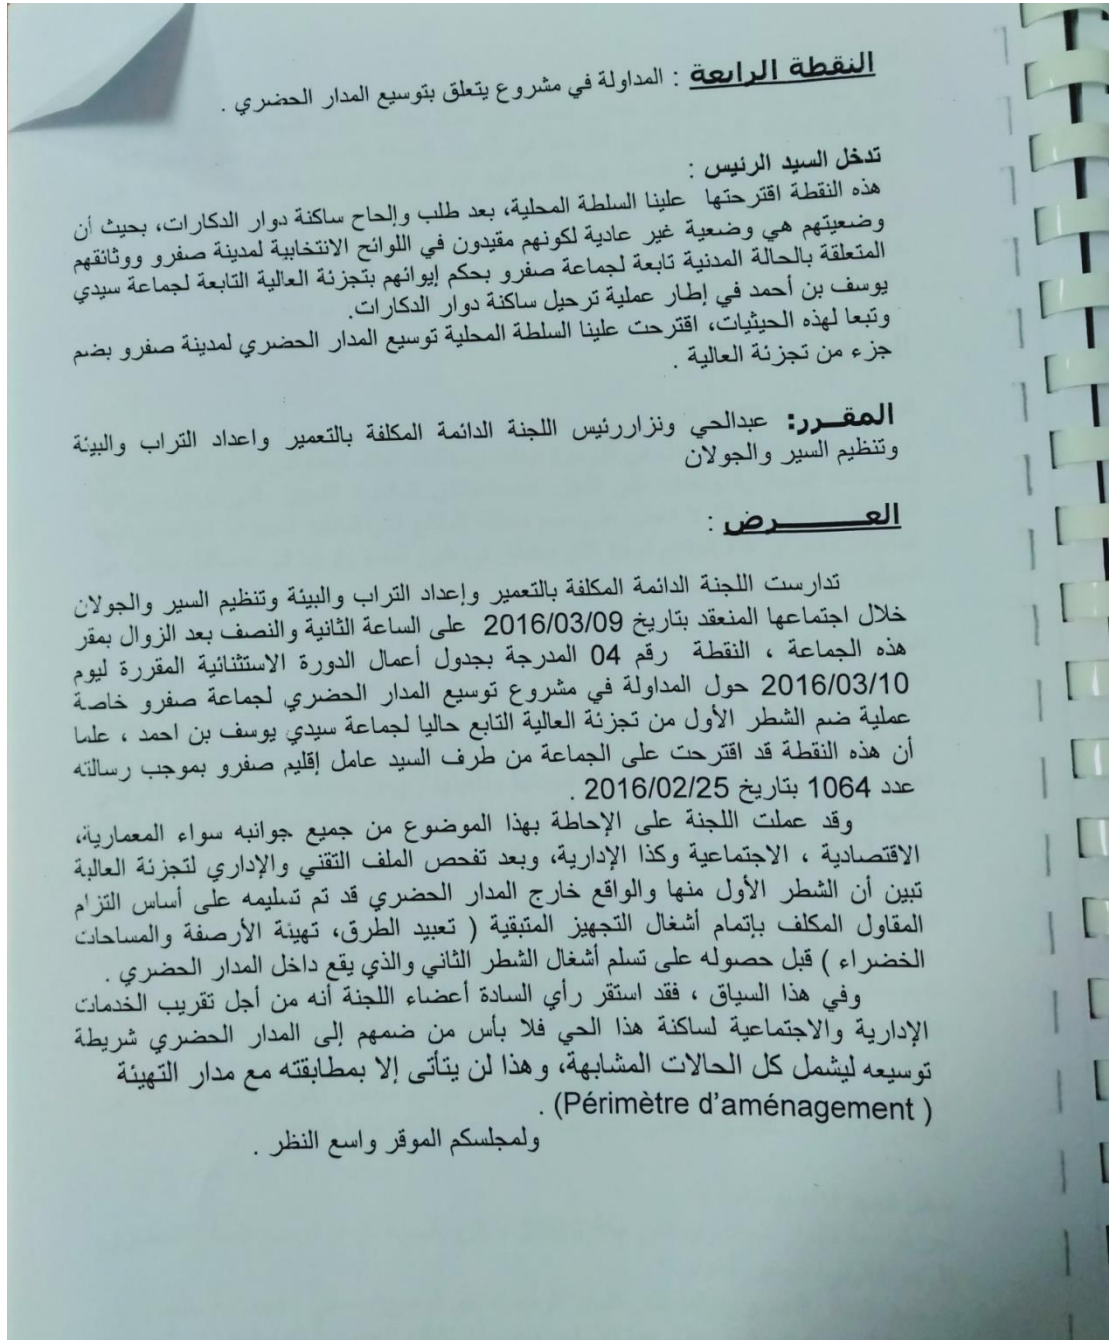 النقطة الرابعة : المداولة في مشروع يتعلق بتوسيع المدار الحضري .
تدخل السيد الرئيس :
هذه النقطة اقترحتها علينا السلطة المحلية، بعد طلب وإلحاح ساكنة دوار الدكارات، بحيث أن
وضعيتهم هي وضعية غير عادية لكونهم مقيدون في اللوائح الانتخابية لمدينة صفرو ووثائقهم
المتعلقة بالحالة المدنية تابعة لجماعة صفرو بحكم إيوائهم بتجزئة العالية التابعة لجماعة سيدي
يوسف بن أحمد في إطار عملية ترحيل ساكنة دوار الدكارات.
وتبعا لهذه الحيثيات، اقترحت علينا السلطة المحلية توسيع المدار الحضري لمدينة صفرو بضم
جزء من تجزئة العالية .
المقــرر: عبدالحي ونزاررئيس اللجنة الدائمة المكلفة بالتعمير واعداد التراب والبيئة
وتنظيم السير والجولان
العــــــــرض :
تدارست اللجنة الدائمة المكلفة بالتعمير وإعداد التراب والبيئة وتنظيم السير والجولان
خلال اجتماعها المنعقد بتاريخ 2016/03/09 على الساعة الثانية والنصف بعد الزوال بمقر
هذه الجماعة ، النقطة رقم 04 المدرجة بجدول أعمال الدورة الاستثنائية المقررة ليوم
2016/03/10 حول المداولة في مشروع توسيع المدار الحضري لجماعة صفرو خاصة
عملية ضم الشطر الأول من تجزئة العالية التابع حاليا لجماعة سيدي يوسف بن احمد ، علما
أن هذه النقطة قد اقترحت على الجماعة من طرف السيد عامل إقليم صفرو بموجب رسالته
عدد 1064 بتاريخ 2016/02/25 .
وقد عملت اللجنة على الإحاطة بهذا الموضوع من جميع جوانبه سواء المعمارية،
الاقتصادية ، الاجتماعية وكذا الإدارية، وبعد تفحص الملف التقني والإداري لتجزئة العالية
تبين أن الشطر الأول منها والواقع خارج المدار الحضري قد تم تسليمه على أساس التزام
المقاول المكلف بإتمام أشغال التجهيز المتبقية ( تعبيد الطرق، تهيئة الأرصفة والمساحات
الخضراء ) قبل حصوله على تسلم أشغال الشطر الثاني والذي يقع داخل المدار الحضري .
وفي هذا السياق ، فقد استقر رأي السادة أعضاء اللجنة أنه من أجل تقريب الخدمات
الإدارية والاجتماعية لساكنة هذا الحي فلا بأس من ضمهم إلى المدار الحضري شريطة
توسيعه ليشمل كل الحالات المشابهة، وهذا لن يتأتى إلا بمطابقته مع مدار التهيئة
( Périmètre d’aménagement) .
ولمجلسكم الموقر واسع النظر .